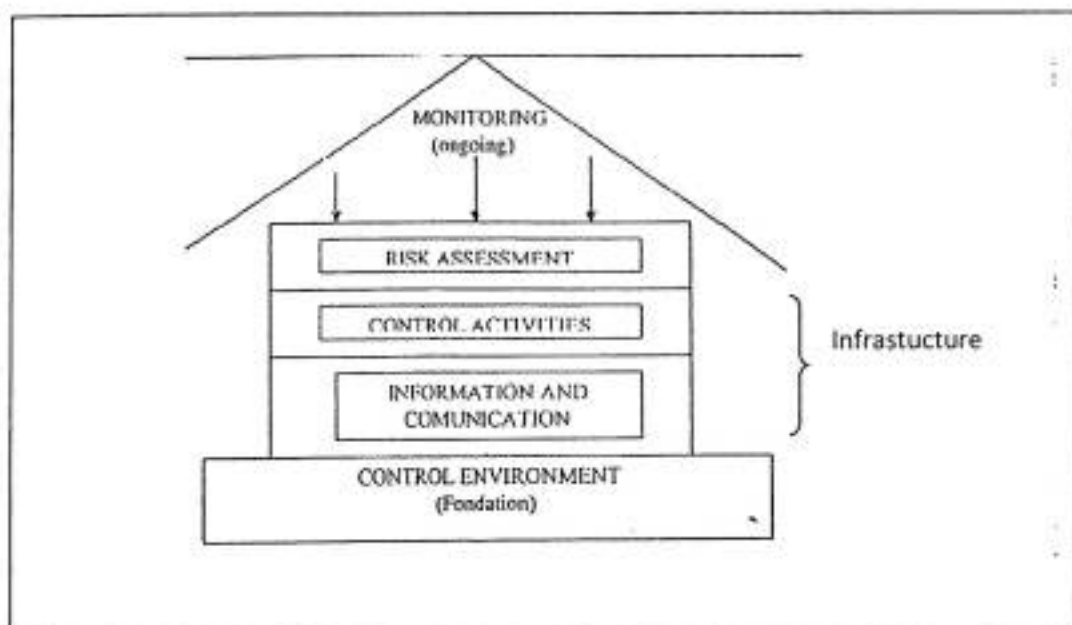 MONITORING
(ongoing)
RISK ASSESSMENT
CONTROL ACTIVITIES
Infrastucture
INFORMATION AND
COMUNICATION
CONTROL ENVIRONMENT
(Fondation)